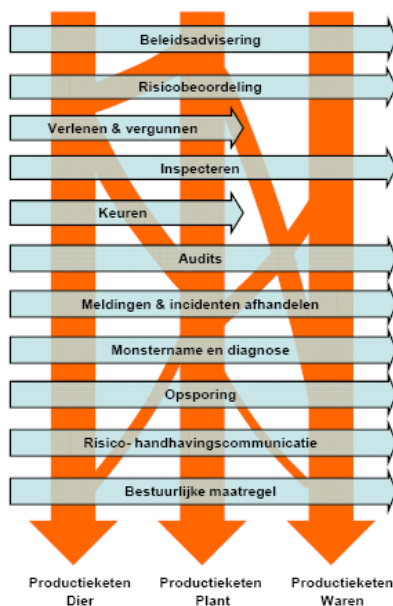 Beleidsadvisering
Risicobeoordeling
Verlenen & vergunnen
Inspecteren
Keuren
Audits
Meldingen & incidenten afhandelen
Monstername en diagnose
Opsporing
Risico- handhavingscommunicatie
Bestuurlijke maatregel
Productieketen Productieketen Productieketen
Dier Plant Waren